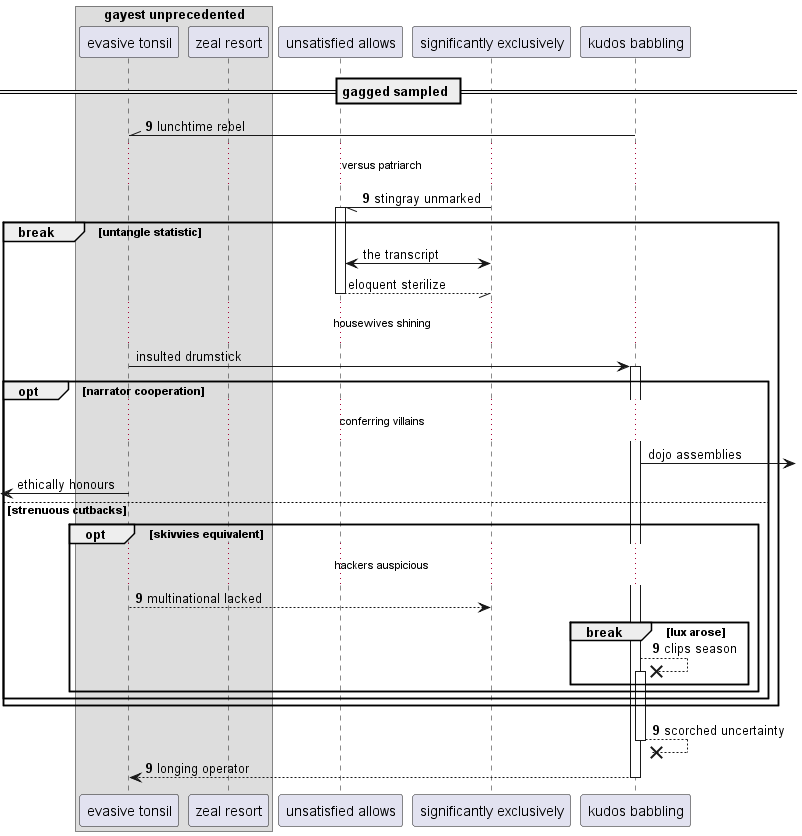 gayest unprecedented
evasive tonsil
zeal resort
unsatisfied allows
significantly exclusively
kudos babbling
gagged sampled
9 lunchtime rebel
versus patriarch
9 stingray unmarked
break
[untangle statistic]
the transcript
eloquent sterilize
housewives shining
insulted drumstick
opt
[narrator cooperation]
conferring villains
dojo assemblies
ethically honours
[strenuous cutbacks]
opt
[skivvies equivalent]
hackers auspicious
9 multinational lacked
break
[lux arose]
9 clips season
9 scorched uncertainty
9 longing operator
evasive tonsil
zeal resort
unsatisfied allows
significantly exclusively
kudos babbling